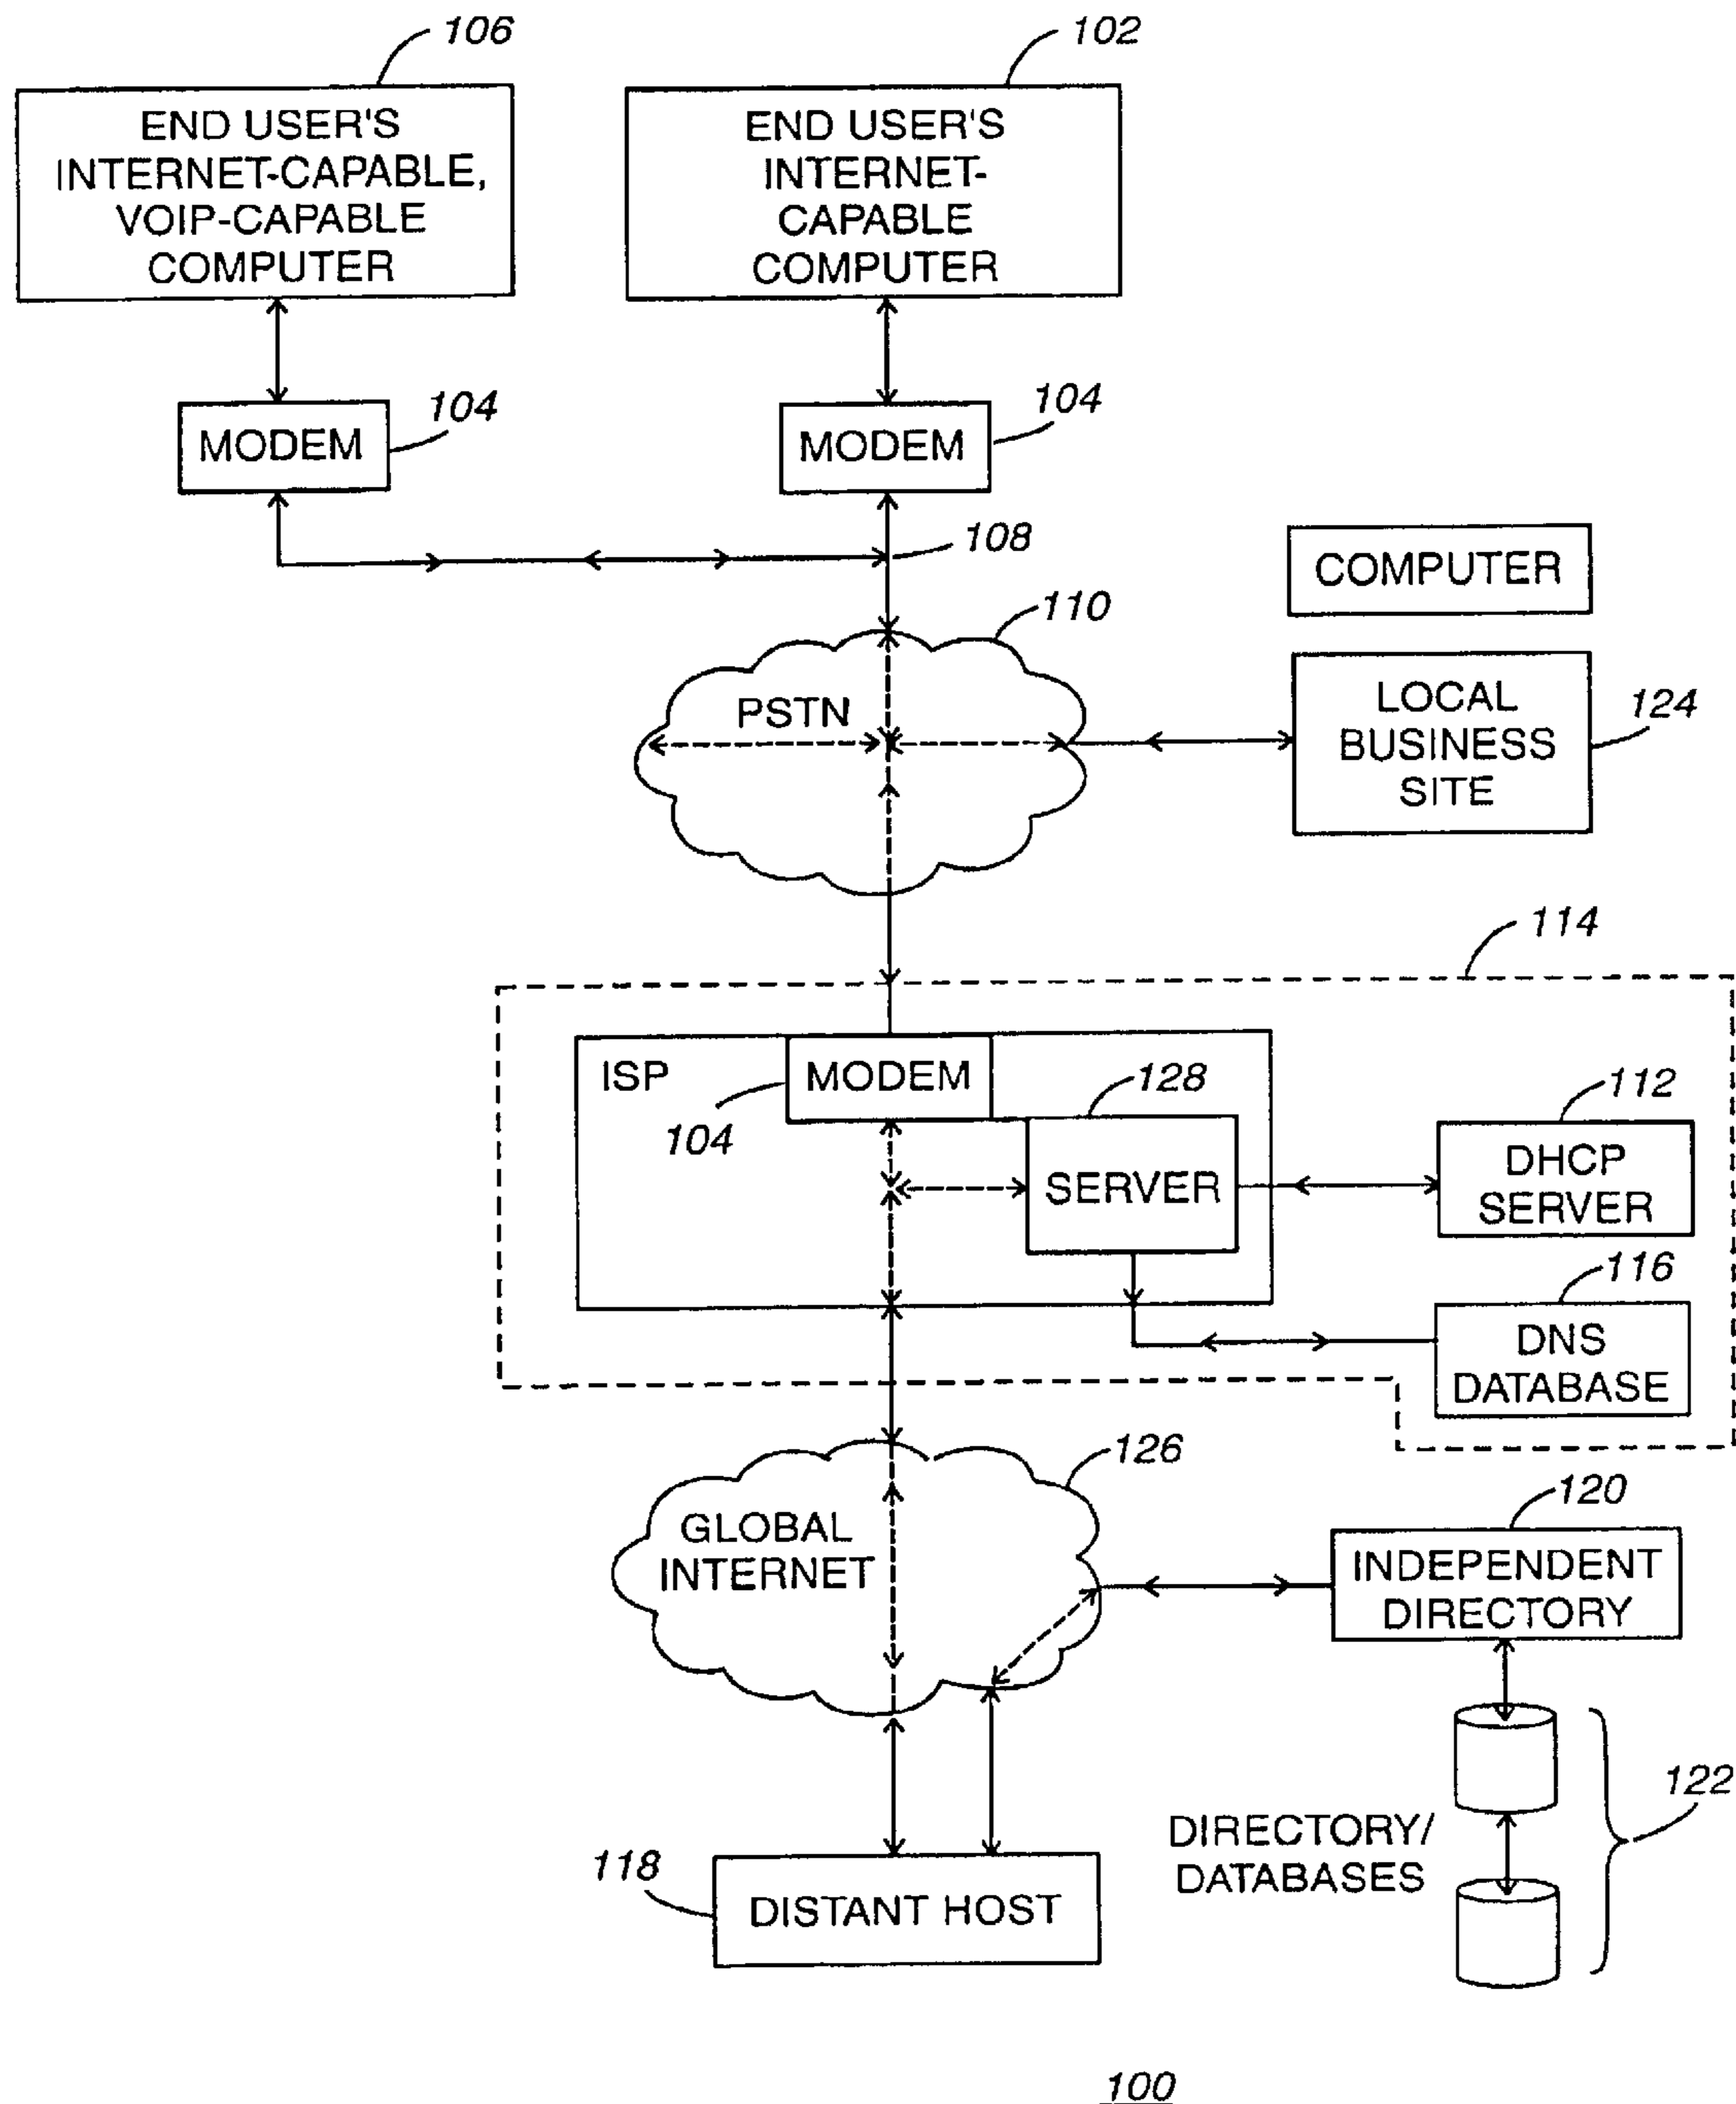 106
102
END USER'S
INTERNET-CAPABLE,
VOIP-CAPABLE
COMPUTER
END USER'S
INTERNET-
CAPABLE
COMPUTER
104
MODEM
104
MODEM
108
COMPUTER
110
PSTN
LOCAL
BUSINESS
SITE
124
114
ISP
MODEM
104
128
SERVER
112
DHCP
SERVER
116
DNS
DATABASE
126
GLOBAL
INTERNET
120
INDEPENDENT
DIRECTORY
122
DIRECTORY/
DATABASES
118
DISTANT HOST
100